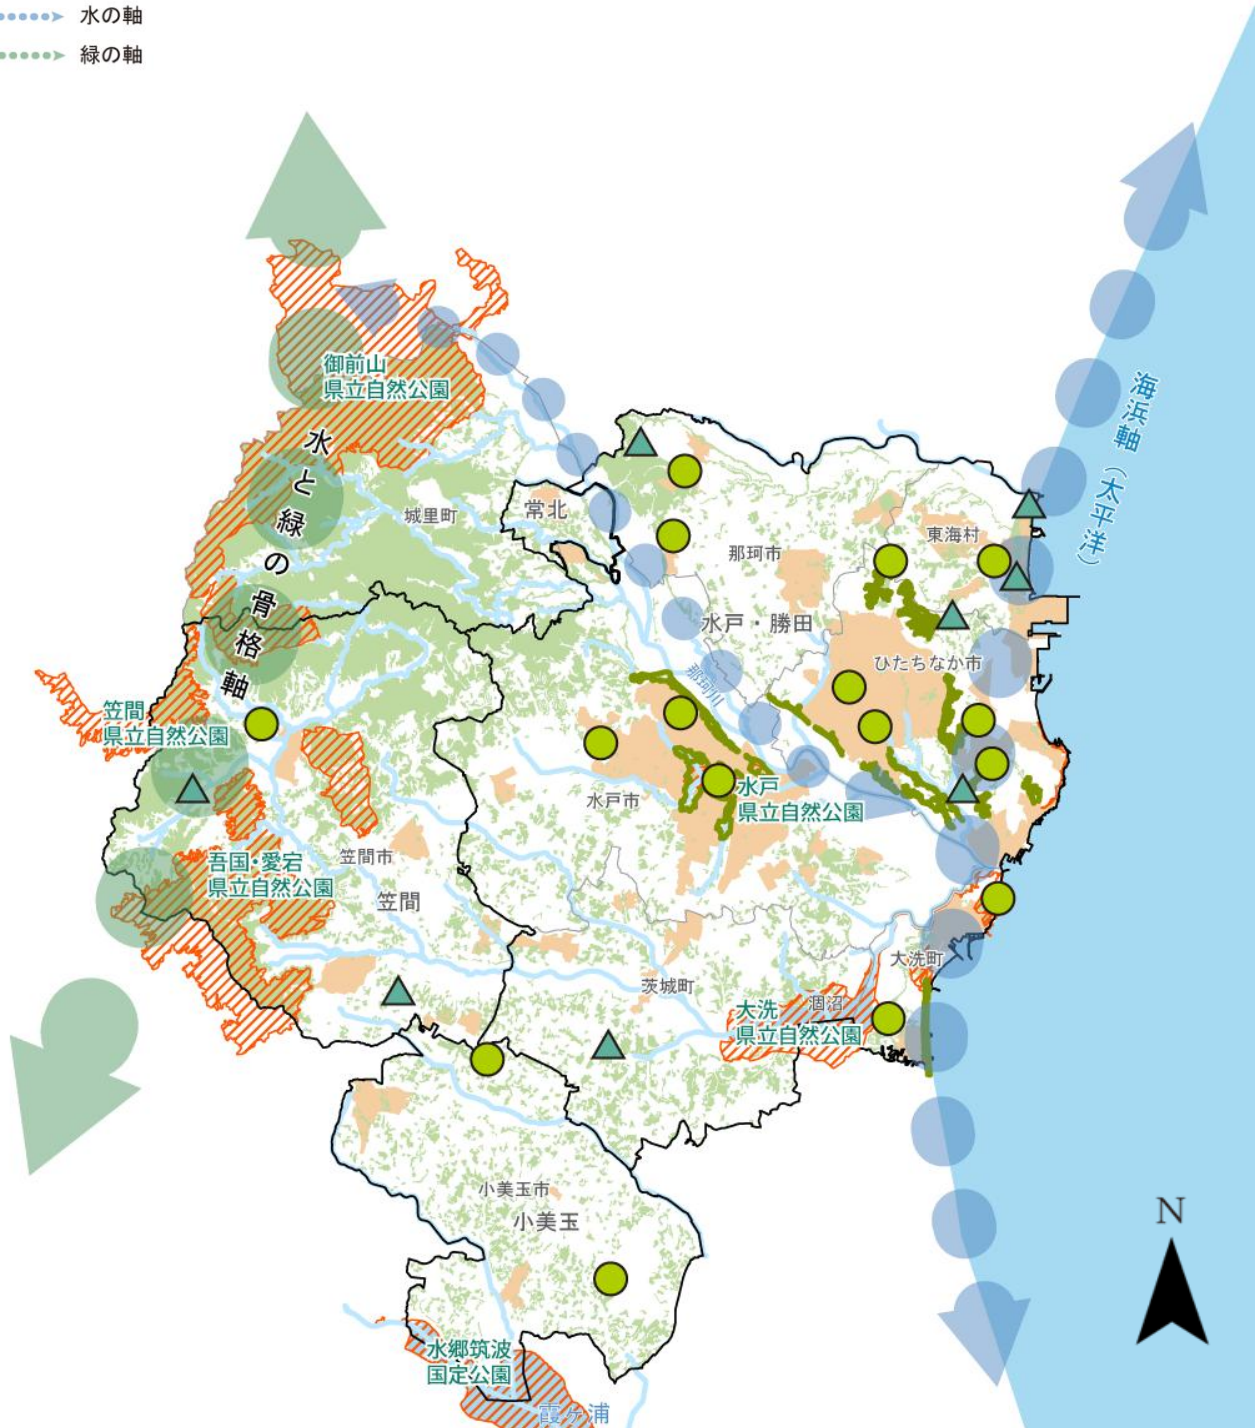 水の軸
緑の軸
海浜軸（太平洋）
御前山
県立自然公園
水と緑の骨格軸
城里町
常北
那珂市
東海村
水戸・勝田
ひたちなか市
那珂川
笠間
県立自然公園
水戸市
水戸
県立自然公園
笠間市
吾国・愛宕
県立自然公園
笠間
大洗町
茨城町
涸沼
大洗
県立自然公園
小美玉市
小美玉
N
水郷筑波
国定公園
霞ヶ浦